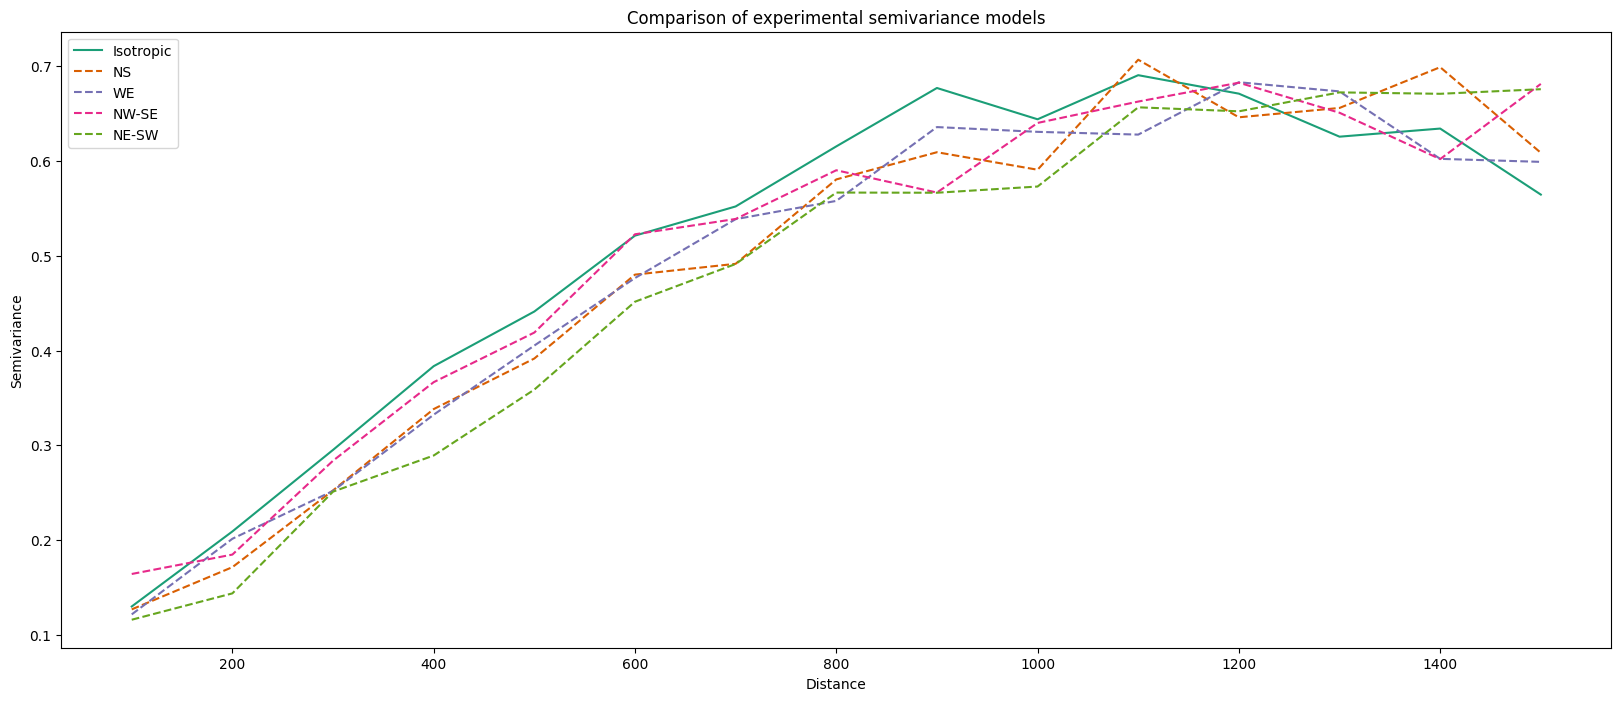 Comparison of experimental semivariance models
Isotropic
NS
WE
NW-SE
NE-SW
Semivariance
0.7
0.6
0.5
0.4
0.3
0.2
0.1
200 400 600 800 1000 1200 1400
Distance